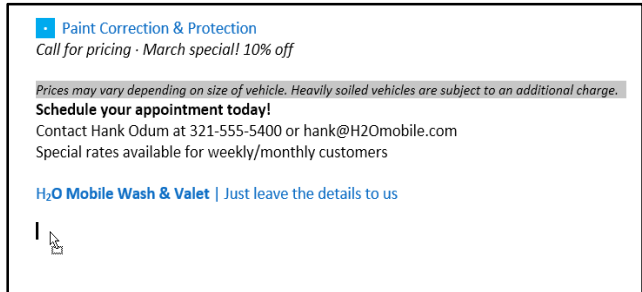 · Paint Correction & Protection
Call for pricing · March special! 10% off
Prices may vary depending on size of vehicle. Heavily soiled vehicles are subject to an additional charge.
Schedule your appointment today!
Contact Hank Odum at 321-555-5400 or hank@H2Omobile.com
Special rates available for weekly/monthly customers
H₂O Mobile Wash & Valet | Just leave the details to us